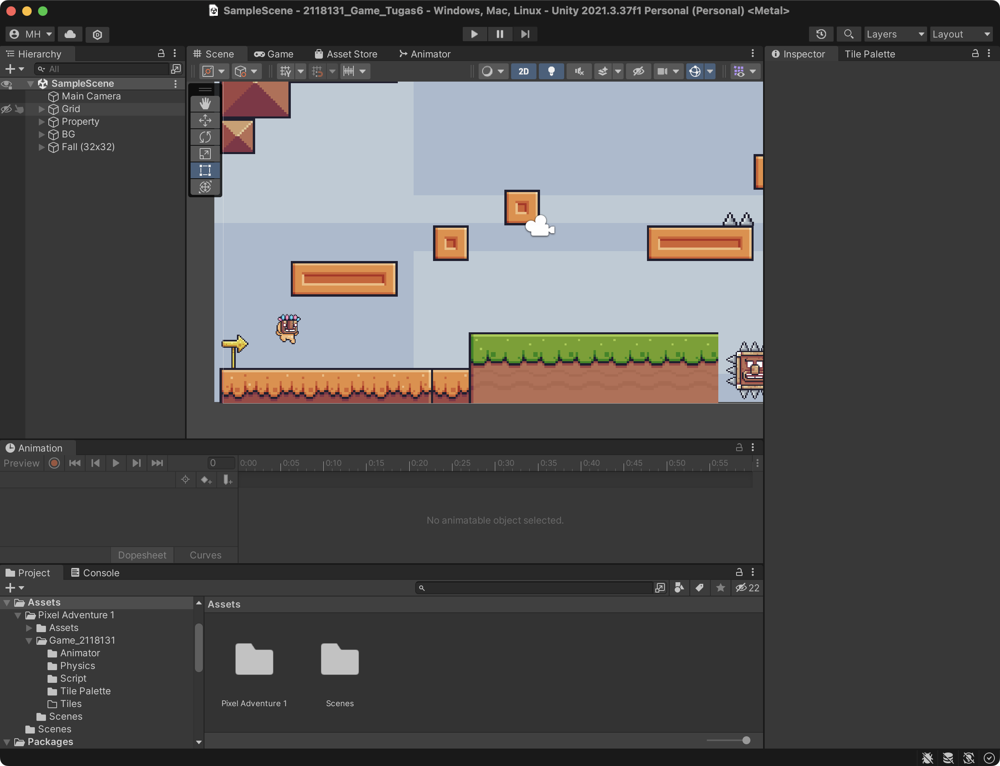 SampleScene - 2118131_Game_Tugas6 - Windows, Mac, Linux - Unity 2021.3.37f1 Personal (Personal) <Metal>
MH
Layers
Layout
Hierarchy
Scene
Game
Asset Store
Animator
Inspector
Tile Palette
All
2D
SampleScene
Main Camera
Grid
Property
BG
Fall (32x32)
Animation
Preview
0
0:00
0:05
0:10
0:15
0:20
0:25
0:30
0:35
0:40
0:45
0:50
0:55
No animatable object selected.
Dopesheet
Curves
Project
Console
22
Assets
Pixel Adventure 1
Assets
Game_2118131
Animator
Physics
Script
Tile Palette
Tiles
Scenes
Scenes
Packages
Assets
Pixel Adventure 1
Scenes